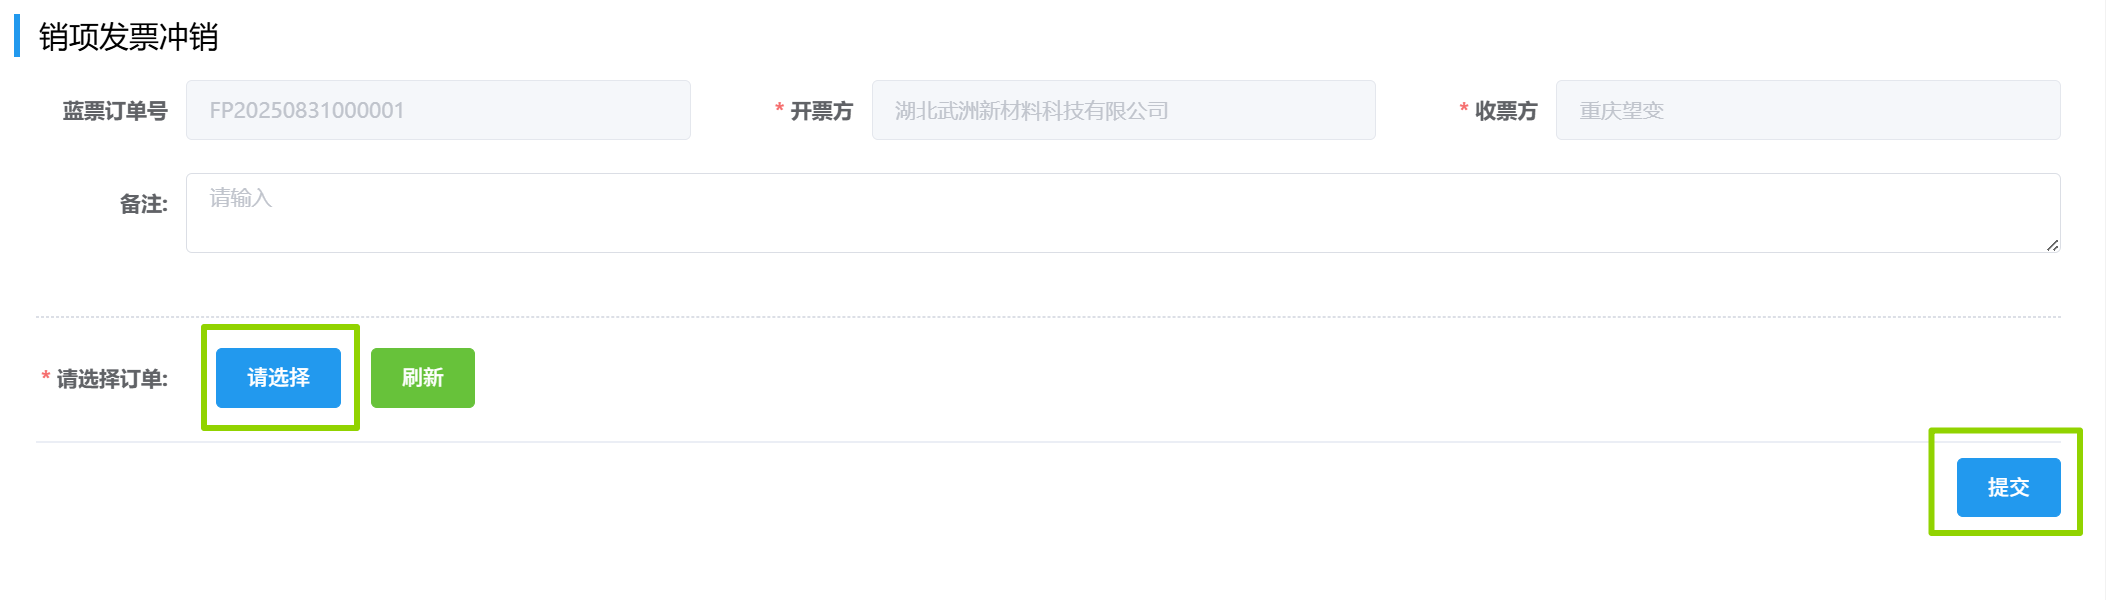 销项发票冲销
蓝票订单号 FP20250831000001 * 开票方 湖北武洲新材料科技有限公司 * 收票方 重庆望变
备注: 请输入
* 请选择订单: 请选择 刷新
提交